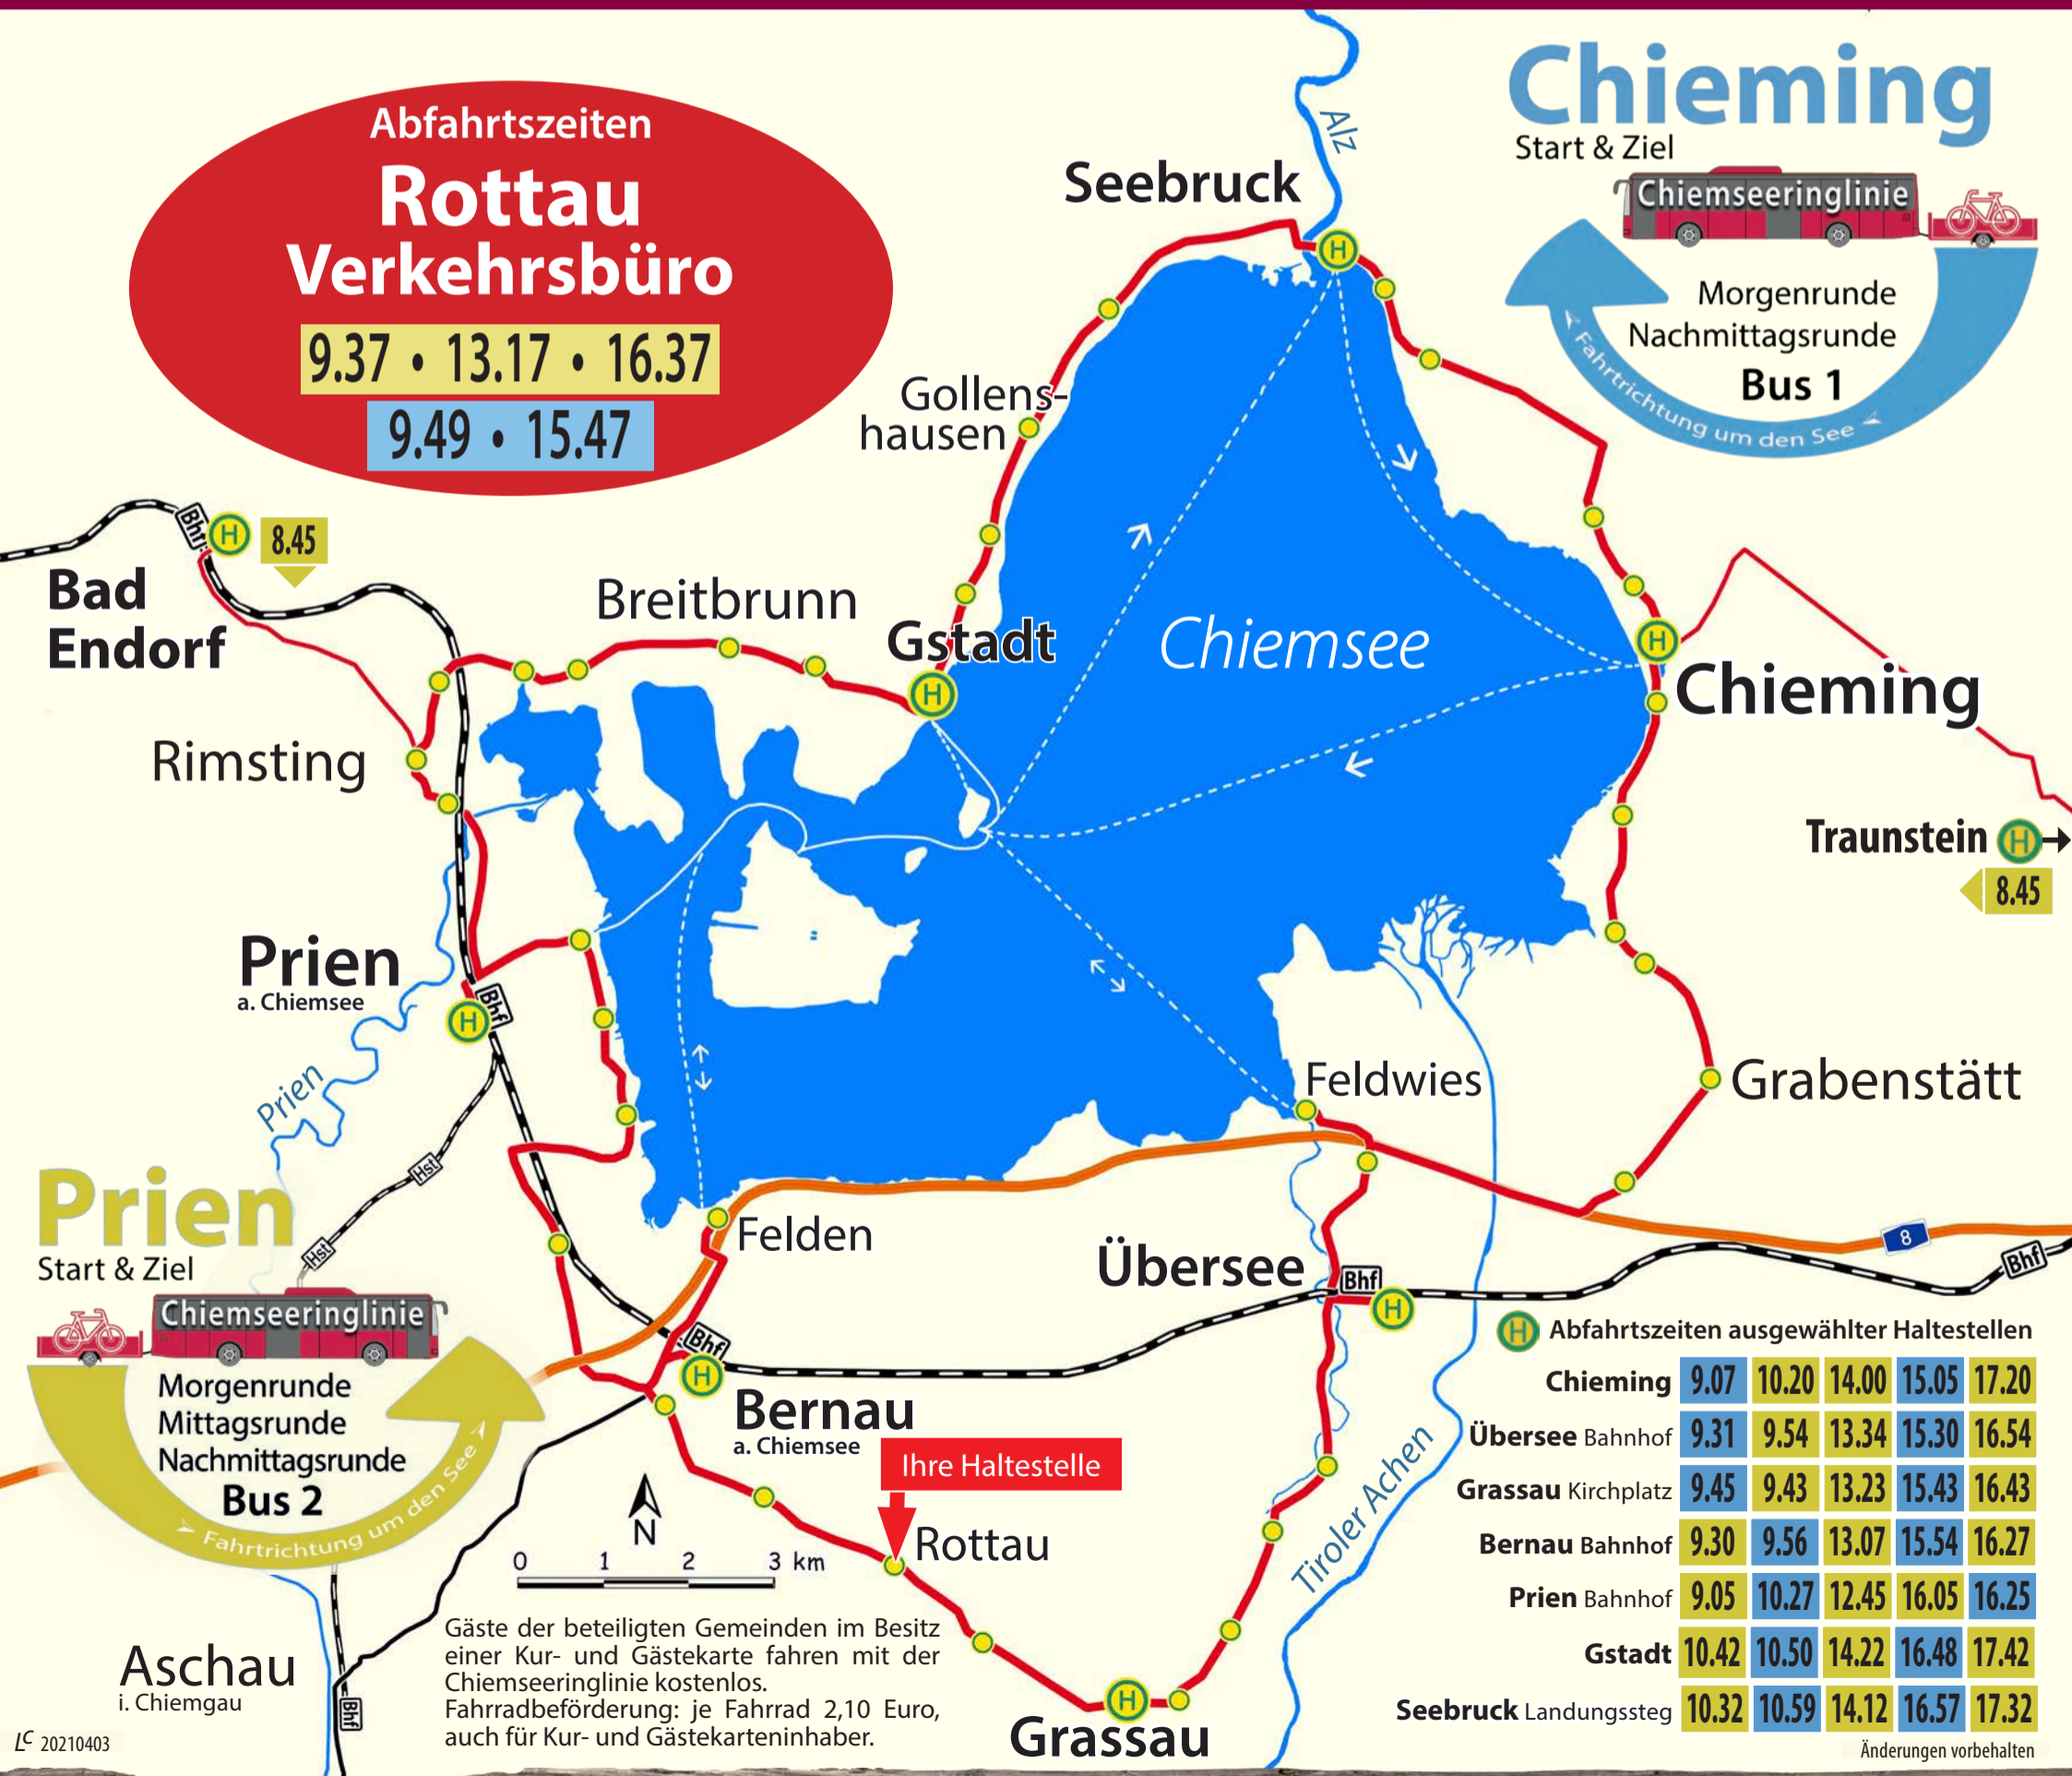 Abfahrtszeiten
Rottau
Verkehrsbüro
9.37 • 13.17 • 16.37
9.49 • 15.47
Chieming
Start & Ziel
Chiemseeringlinie
Morgenrunde
Nachmittagsrunde
Bus 1
Fahrtrichtung um den See
Alz
Seebruck
H
Gollens-
hausen
Bhf
H
8.45
Bad
Endorf
Breitbrunn
Gstadt
H
Chiemsee
H
Chieming
Rimsting
Traunstein H
8.45
Prien
a. Chiemsee
Bhf
H
Prien
Feldwies
Grabenstätt
Hst
Hst
Felden
8
Bhf
Übersee
Bhf
H
Bhf
H
Bernau
a. Chiemsee
Prien
Start & Ziel
Chiemseeringlinie
Morgenrunde
Mittagsrunde
Nachmittagsrunde
Bus 2
Fahrtrichtung um den See
Ihre Haltestelle
Rottau
N
0 1 2 3 km
Tiroler Achen
Aschau
i. Chiemgau
Bhf
H
Grassau
Gäste der beteiligten Gemeinden im Besitz
einer Kur- und Gästekarte fahren mit der
Chiemseeringlinie kostenlos.
Fahrradbeförderung: je Fahrrad 2,10 Euro,
auch für Kur- und Gästekarteninhaber.
LC 20210403
H Abfahrtszeiten ausgewählter Haltestellen
Chieming 9.07 10.20 14.00 15.05 17.20
Übersee Bahnhof 9.31 9.54 13.34 15.30 16.54
Grassau Kirchplatz 9.45 9.43 13.23 15.43 16.43
Bernau Bahnhof 9.30 9.56 13.07 15.54 16.27
Prien Bahnhof 9.05 10.27 12.45 16.05 16.25
Gstadt 10.42 10.50 14.22 16.48 17.42
Seebruck Landungssteg 10.32 10.59 14.12 16.57 17.32
Änderungen vorbehalten